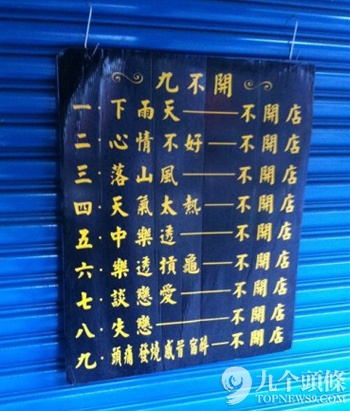 九不開
一·下雨天——不開店
二·心情不好—不開店
三·落山風——不開店
四·天氣太熱—不開店
五·中樂透——不開店
六·樂透摃龜—不開店
七·談戀愛——不開店
八·失戀———不開店
九·頭痛發燒感冒宿醉—不開店
九个頭條
TOPNEWS9.COM